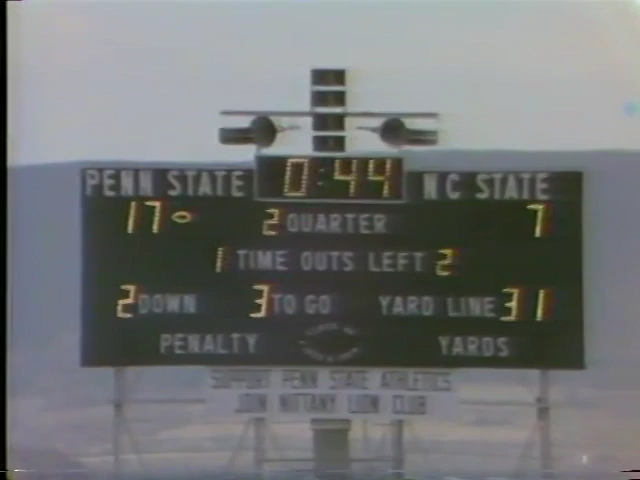 0:44
PENN STATE NC STATE
17 2 QUARTER 7
1 TIME OUTS LEFT 2
2 DOWN 3 TO GO YARD LINE 31
PENALTY YARDS
SUPPORT PENN STATE ATHLETICS
JOIN NITTANY LION CLUB